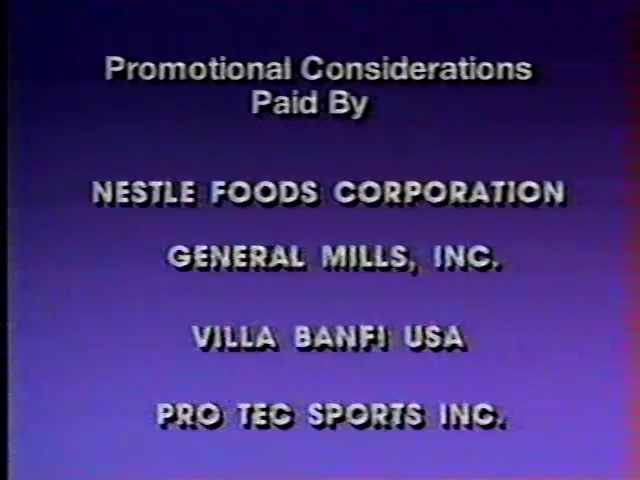 Promotional Considerations
Paid By
NESTLE FOODS CORPORATION
GENERAL MILLS, INC.
VILLA BANFI USA
PRO TEC SPORTS INC.